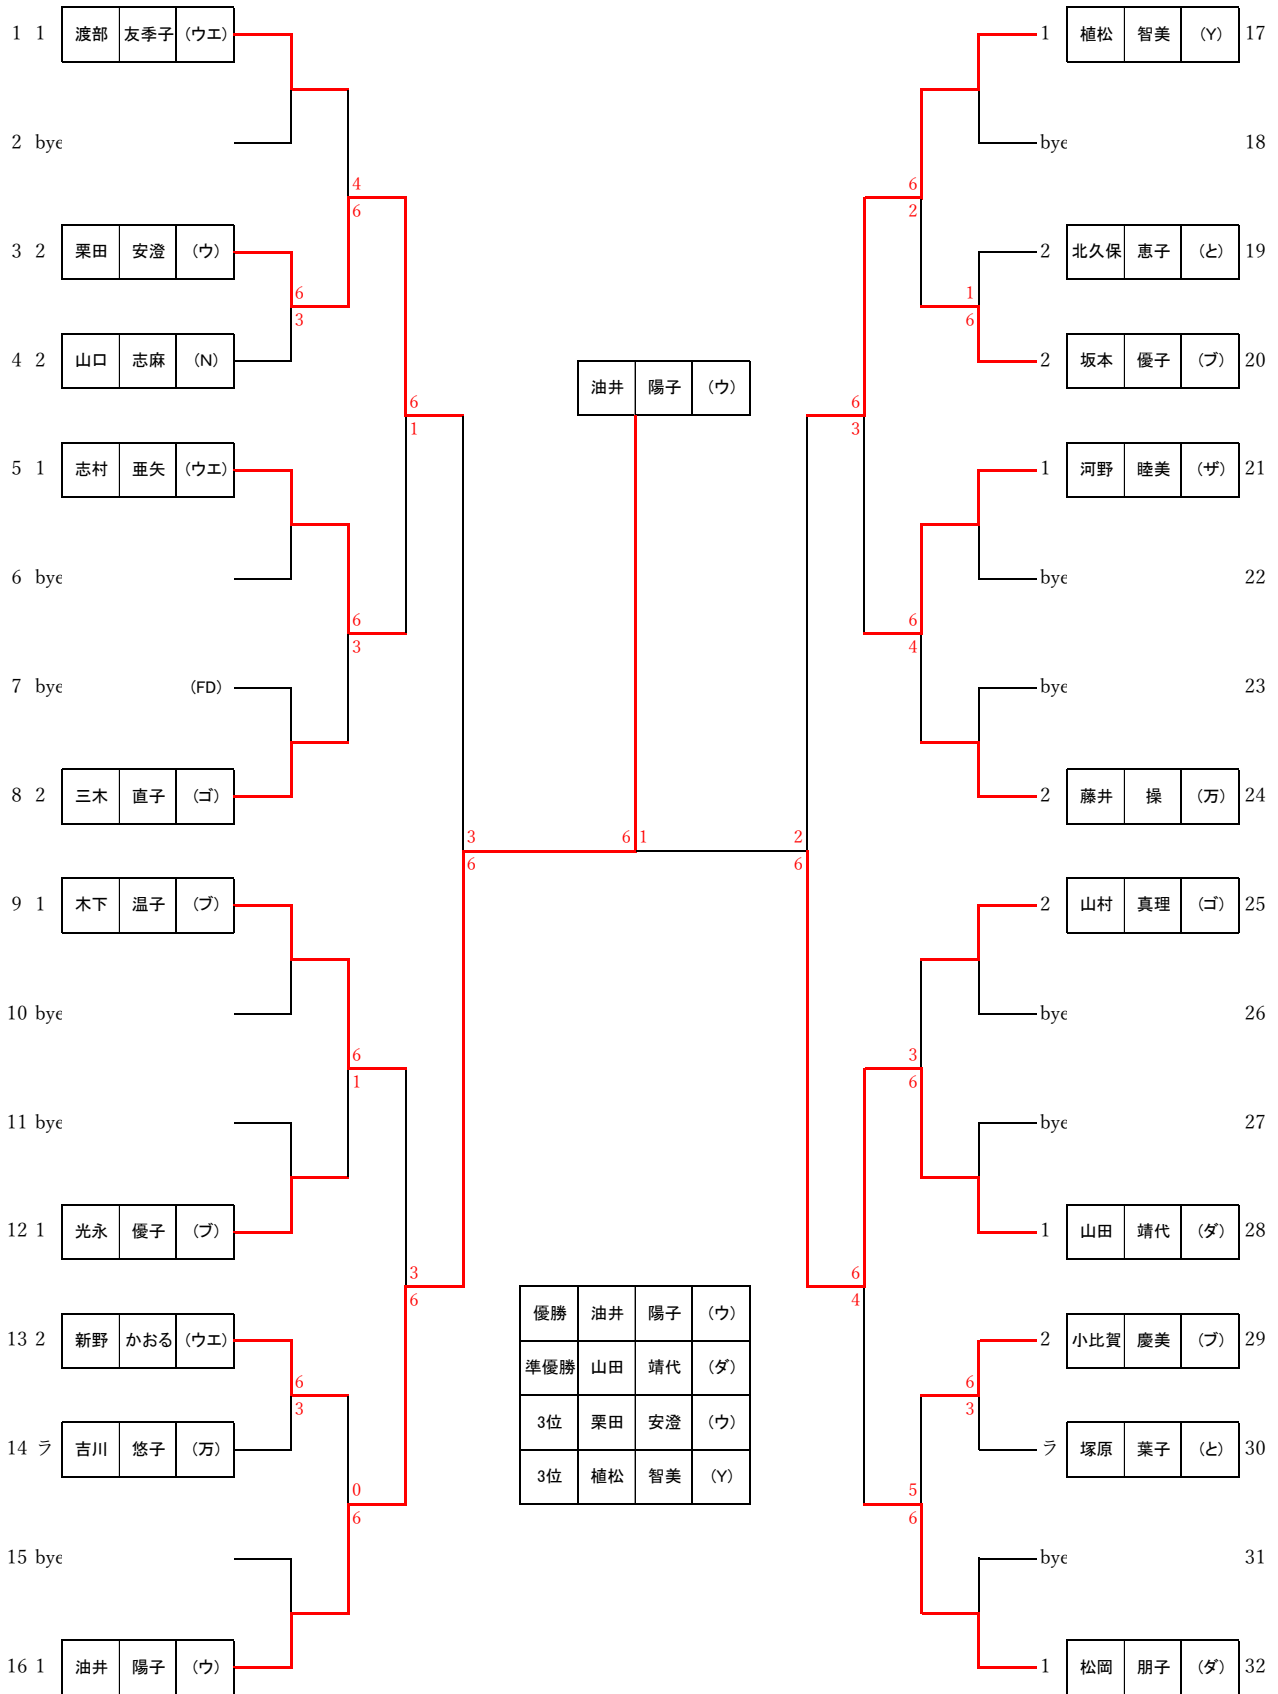 1 1 渡部 友季子 (ウエ) 1 植松 智美 (Y) 17
2 bye bye 18
4 6
6 2
3 2 栗田 安澄 (ウ) 2 北久保 恵子 (と) 19
6 1
3 6
4 2 山口 志麻 (N) 2 坂本 優子 (ブ) 20
油井 陽子 (ウ)
6 6
1 3
5 1 志村 亜矢 (ウエ) 1 河野 睦美 (ザ) 21
6 bye bye 22
6 6
3 4
7 bye (FD) bye 23
8 2 三木 直子 (ゴ) 2 藤井 操 (万) 24
3 6 1 2
6 6
9 1 木下 温子 (ブ) 2 山村 真理 (ゴ) 25
10 bye bye 26
6 3
1 6
11 bye bye 27
12 1 光永 優子 (ブ) 1 山田 靖代 (ダ) 28
3 6
6 4
優勝 油井 陽子 (ウ)
13 2 新野 かおる (ウエ) 2 小比賀 慶美 (ブ) 29
準優勝 山田 靖代 (ダ)
6 6
3 3
3位 栗田 安澄 (ウ)
14 ラ 吉川 悠子 (万) ラ 塚原 葉子 (と) 30
3位 植松 智美 (Y)
0 5
6 6
15 bye bye 31
16 1 油井 陽子 (ウ) 1 松岡 朋子 (ダ) 32